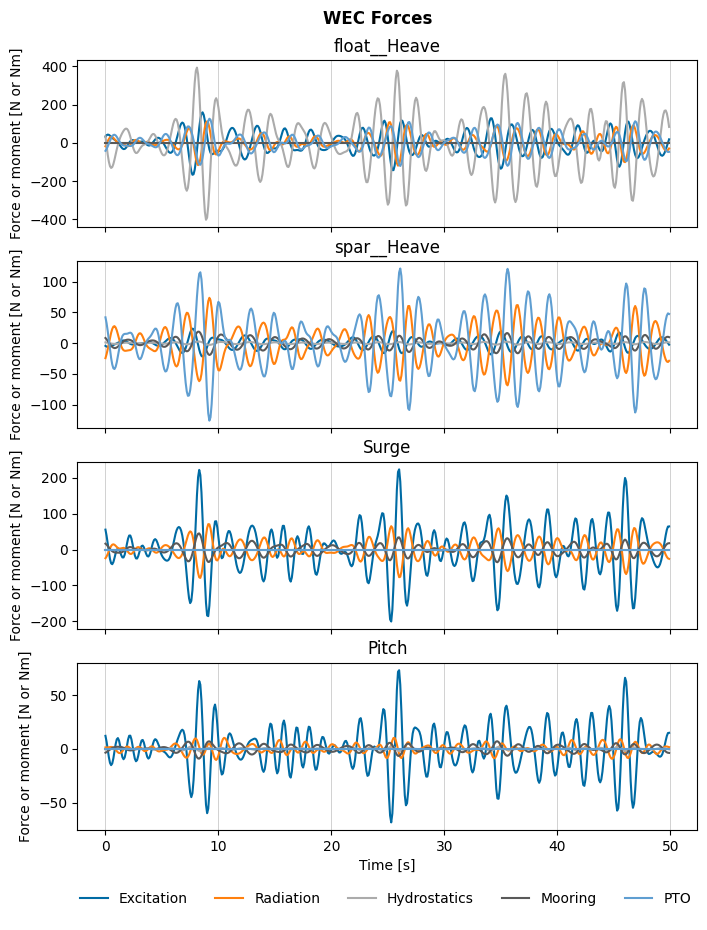 WEC Forces
float__Heave
Force or moment [N or Nm]
400
200
0
−200
−400
spar__Heave
Force or moment [N or Nm]
100
50
0
−50
−100
Surge
Force or moment [N or Nm]
200
100
0
−100
−200
Pitch
Force or moment [N or Nm]
50
0
−50
0 10 20 30 40 50
Time [s]
Excitation Radiation Hydrostatics Mooring PTO